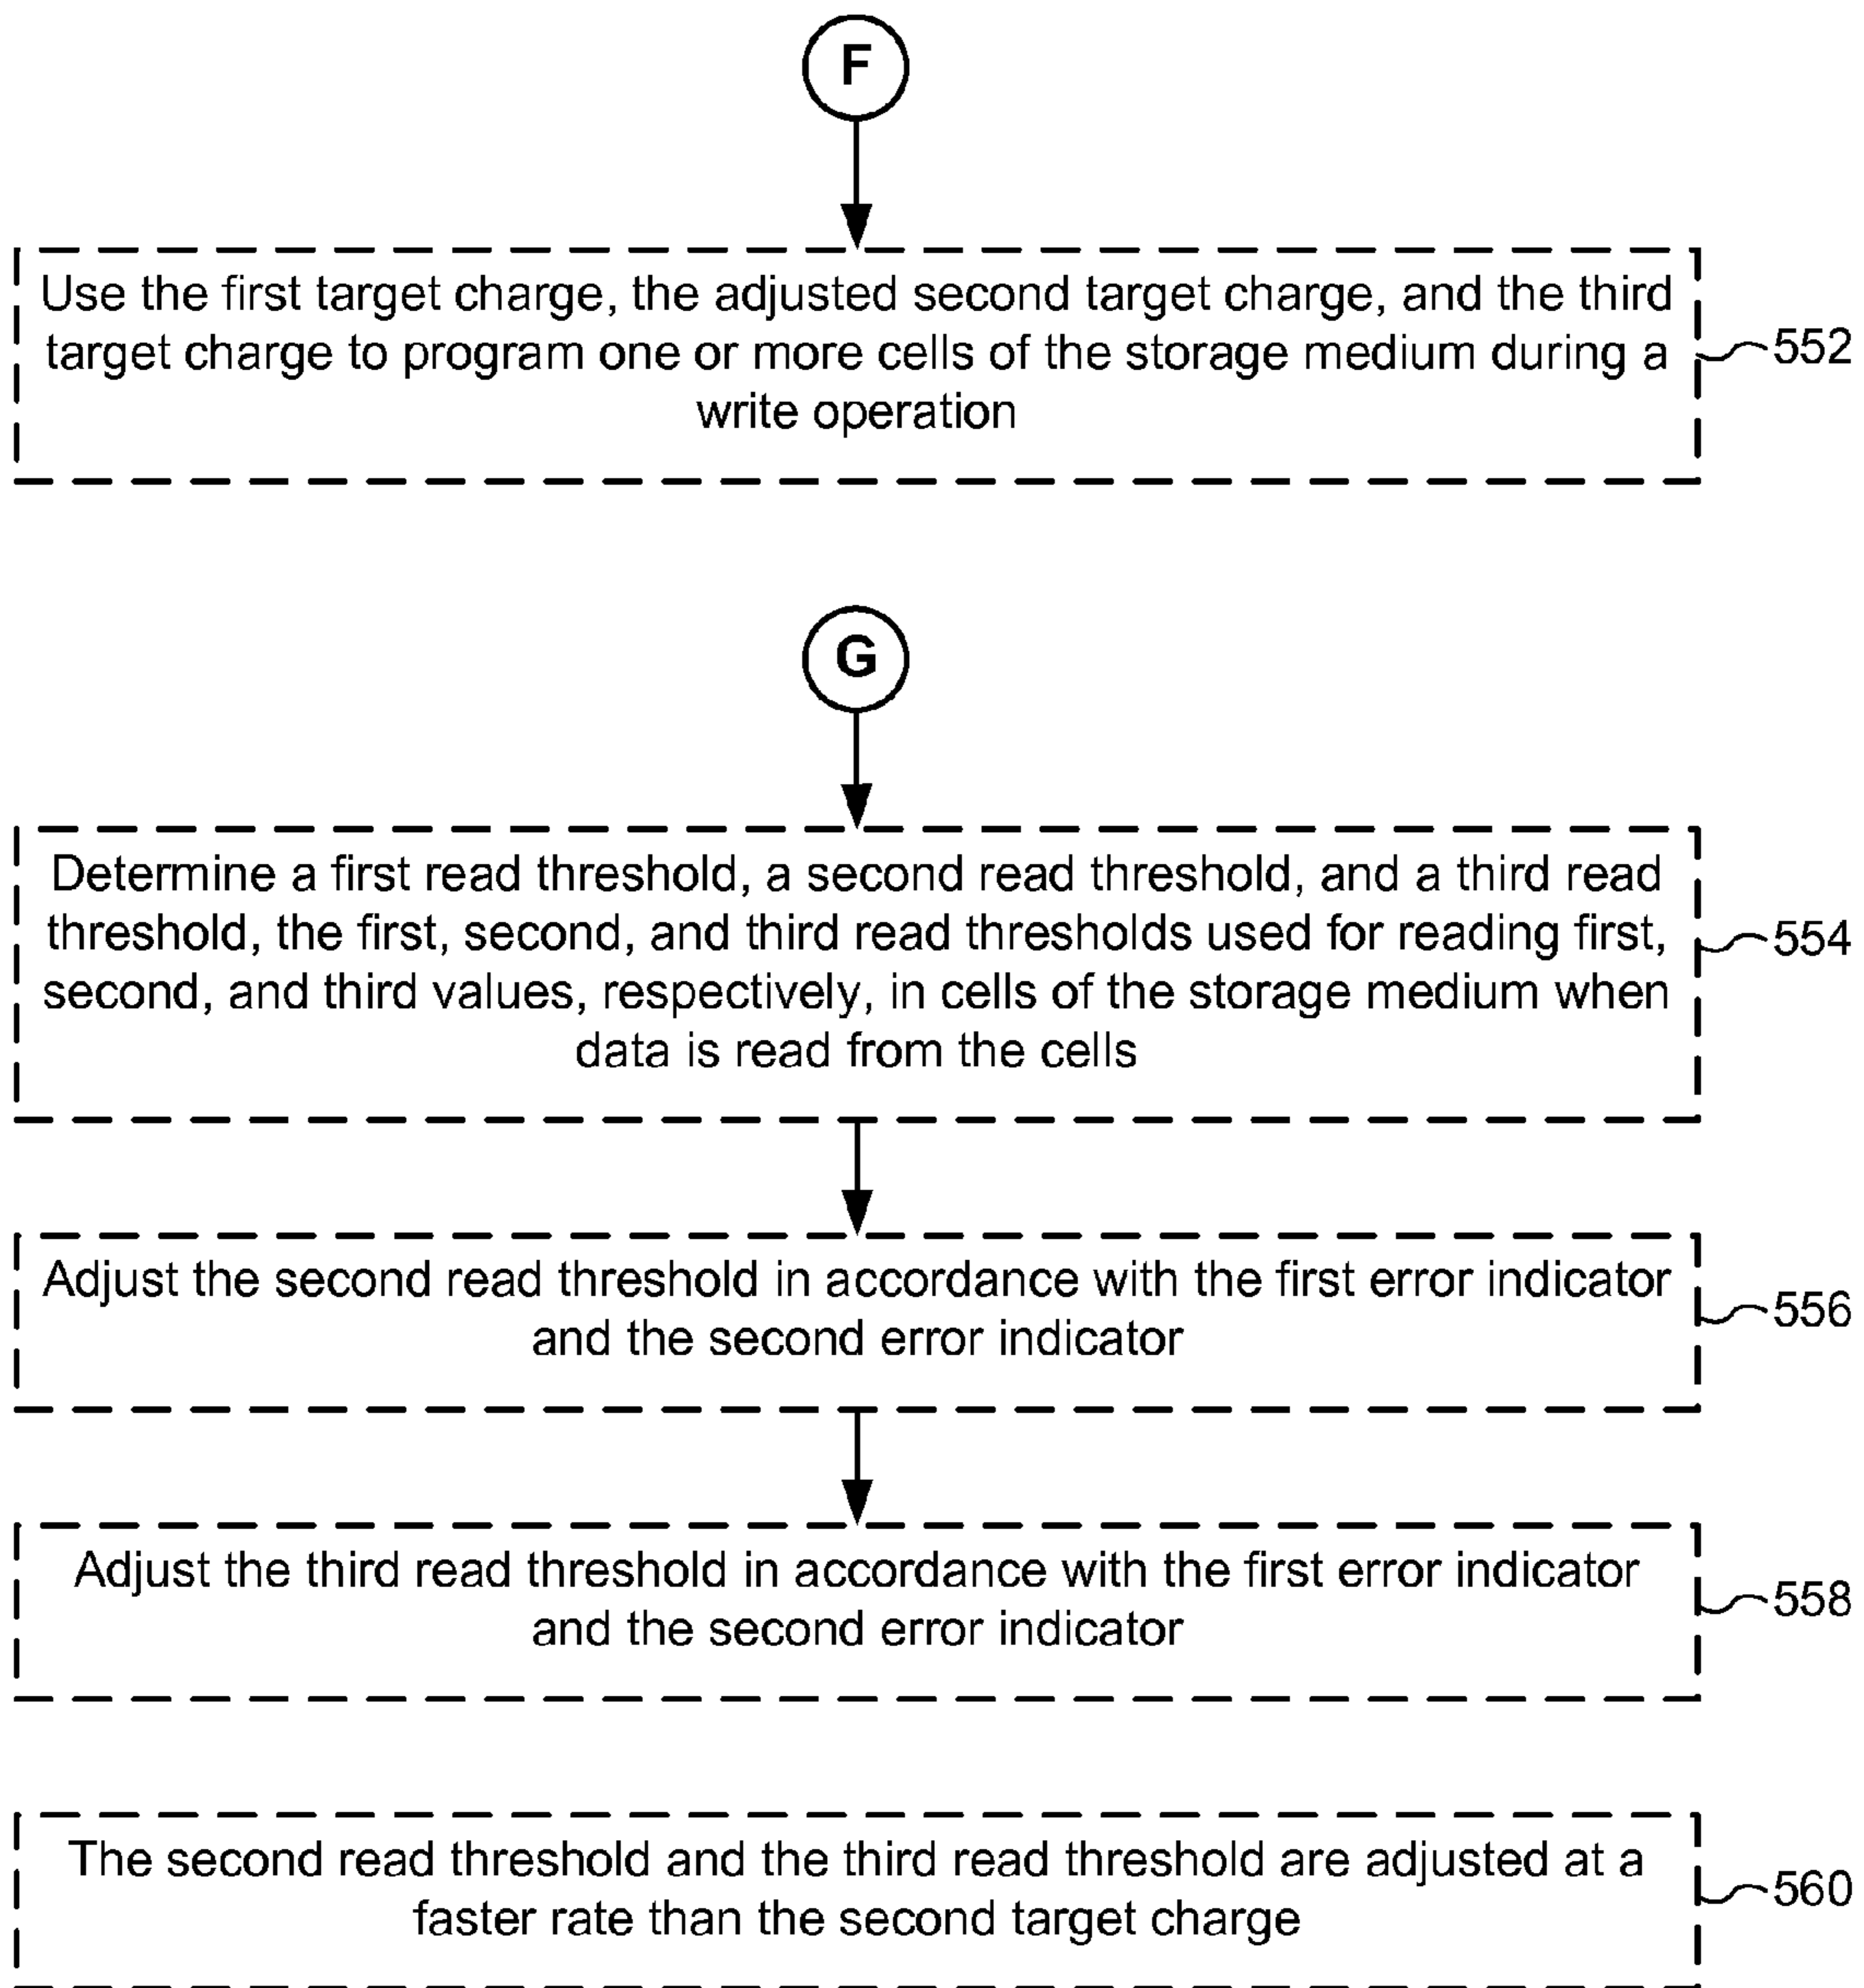 F
Use the first target charge, the adjusted second target charge, and the third
target charge to program one or more cells of the storage medium during a
write operation
552
G
Determine a first read threshold, a second read threshold, and a third read
threshold, the first, second, and third read thresholds used for reading first,
second, and third values, respectively, in cells of the storage medium when
data is read from the cells
554
Adjust the second read threshold in accordance with the first error indicator
and the second error indicator
556
Adjust the third read threshold in accordance with the first error indicator
and the second error indicator
558
The second read threshold and the third read threshold are adjusted at a
faster rate than the second target charge
560